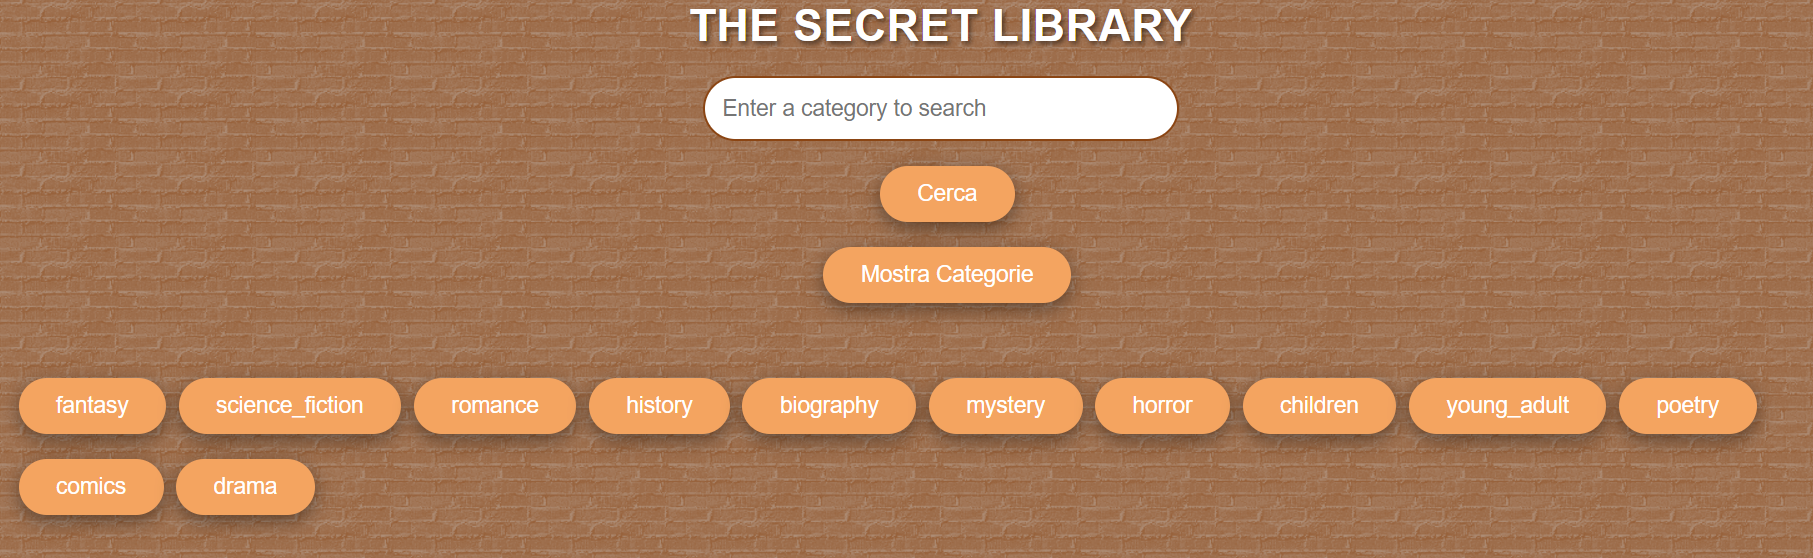 THE SECRET LIBRARY
Enter a category to search
Cerca
Mostra Categorie
fantasy science_fiction romance history biography mystery horror children young_adult poetry
comics drama